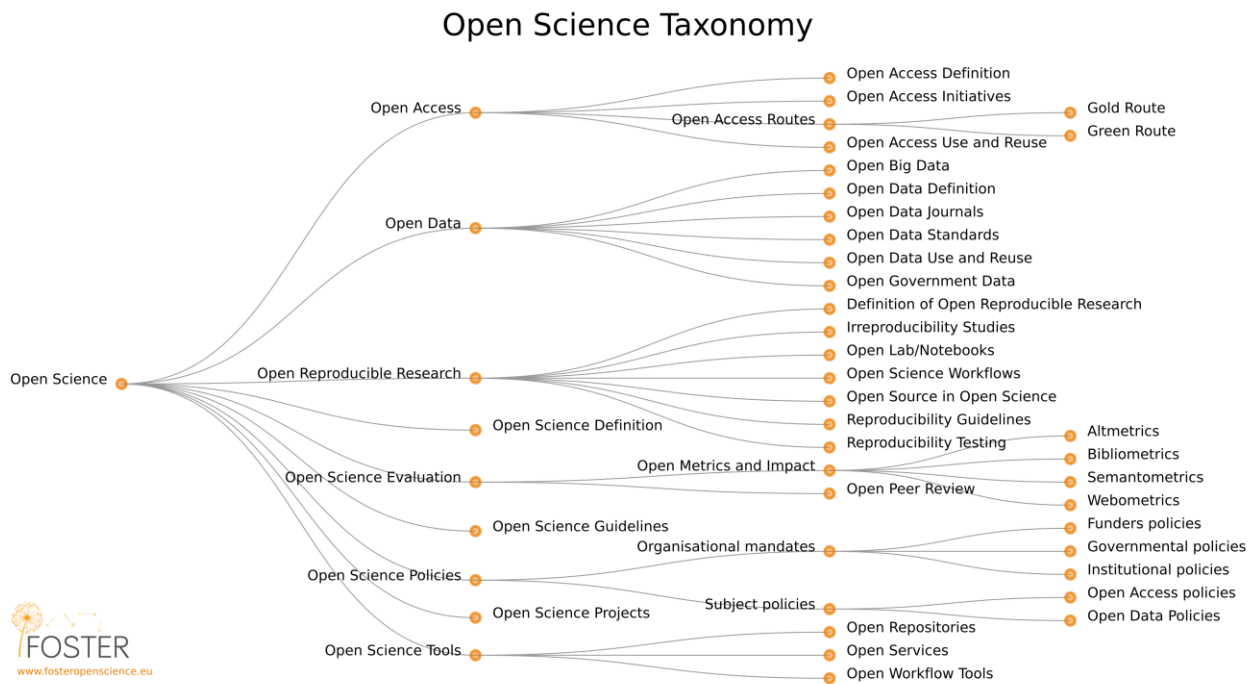 Open Science Taxonomy
Open Science
Open Access
Open Access Definition
Open Access Initiatives
Open Access Routes
Gold Route
Green Route
Open Access Use and Reuse
Open Data
Open Big Data
Open Data Definition
Open Data Journals
Open Data Standards
Open Data Use and Reuse
Open Government Data
Open Reproducible Research
Definition of Open Reproducible Research
Irreproducibility Studies
Open Lab/Notebooks
Open Science Workflows
Open Source in Open Science
Reproducibility Guidelines
Reproducibility Testing
Open Science Definition
Open Science Evaluation
Open Metrics and Impact
Altmetrics
Bibliometrics
Semantometrics
Webometrics
Open Peer Review
Open Science Guidelines
Open Science Policies
Organisational mandates
Funders policies
Governmental policies
Institutional policies
Subject policies
Open Access policies
Open Data Policies
Open Science Projects
Open Science Tools
Open Repositories
Open Services
Open Workflow Tools
FOSTER
www.fosteropenscience.eu